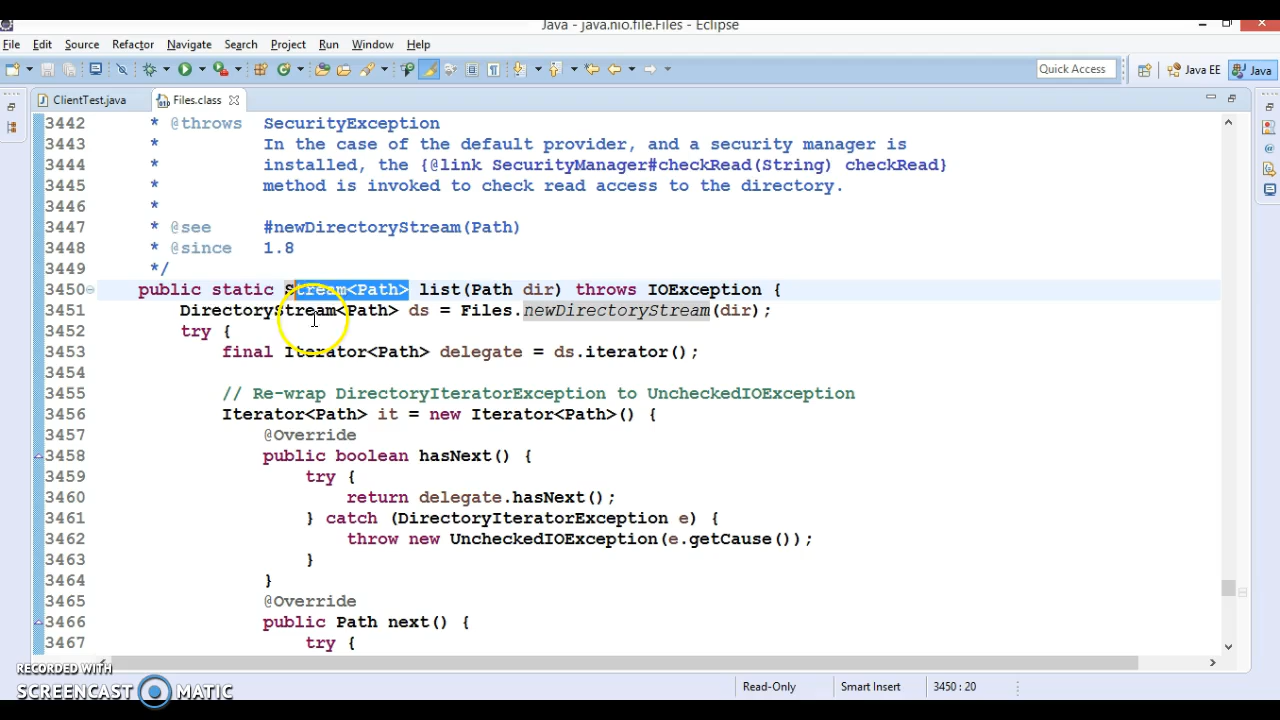 Java - java.nio.file.Files - Eclipse
File Edit Source Refactor Navigate Search Project Run Window Help
Quick Access Java EE Java
ClientTest.java Files.class
3442 * @throws SecurityException
3443 * In the case of the default provider, and a security manager is
3444 * installed, the {@link SecurityManager#checkRead(String) checkRead}
3445 * method is invoked to check read access to the directory.
3446 *
3447 * @see #newDirectoryStream(Path)
3448 * @since 1.8
3449 */
3450 public static Stream<Path> list(Path dir) throws IOException {
3451 DirectoryStream<Path> ds = Files.newDirectoryStream(dir);
3452 try {
3453 final Iterator<Path> delegate = ds.iterator();
3454
3455 // Re-wrap DirectoryIteratorException to UncheckedIOException
3456 Iterator<Path> it = new Iterator<Path>() {
3457 @Override
3458 public boolean hasNext() {
3459 try {
3460 return delegate.hasNext();
3461 } catch (DirectoryIteratorException e) {
3462 throw new UncheckedIOException(e.getCause());
3463 }
3464 }
3465 @Override
3466 public Path next() {
3467 try {
RECORDED WITH
SCREENCAST MATIC
Read-Only Smart Insert 3450 : 20